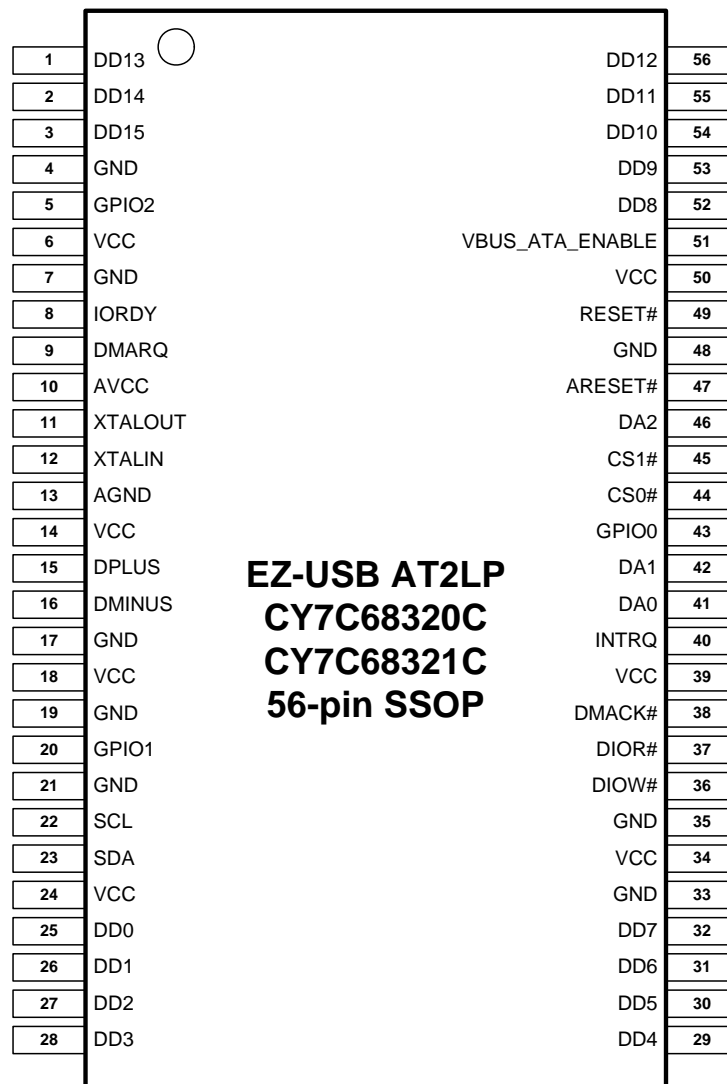 1 DD13 DD12 56
2 DD14 DD11 55
3 DD15 DD10 54
4 GND DD9 53
5 GPIO2 DD8 52
6 VCC VBUS_ATA_ENABLE 51
7 GND VCC 50
8 IORDY RESET# 49
9 DMARQ GND 48
10 AVCC ARESET# 47
11 XTALOUT DA2 46
12 XTALIN CS1# 45
13 AGND CS0# 44
14 VCC GPIO0 43
15 DPLUS EZ-USB AT2LP DA1 42
16 DMINUS CY7C68320C DA0 41
17 GND CY7C68321C INTRQ 40
18 VCC 56-pin SSOP VCC 39
19 GND DMACK# 38
20 GPIO1 DIOR# 37
21 GND DIOW# 36
22 SCL GND 35
23 SDA VCC 34
24 VCC GND 33
25 DD0 DD7 32
26 DD1 DD6 31
27 DD2 DD5 30
28 DD3 DD4 29